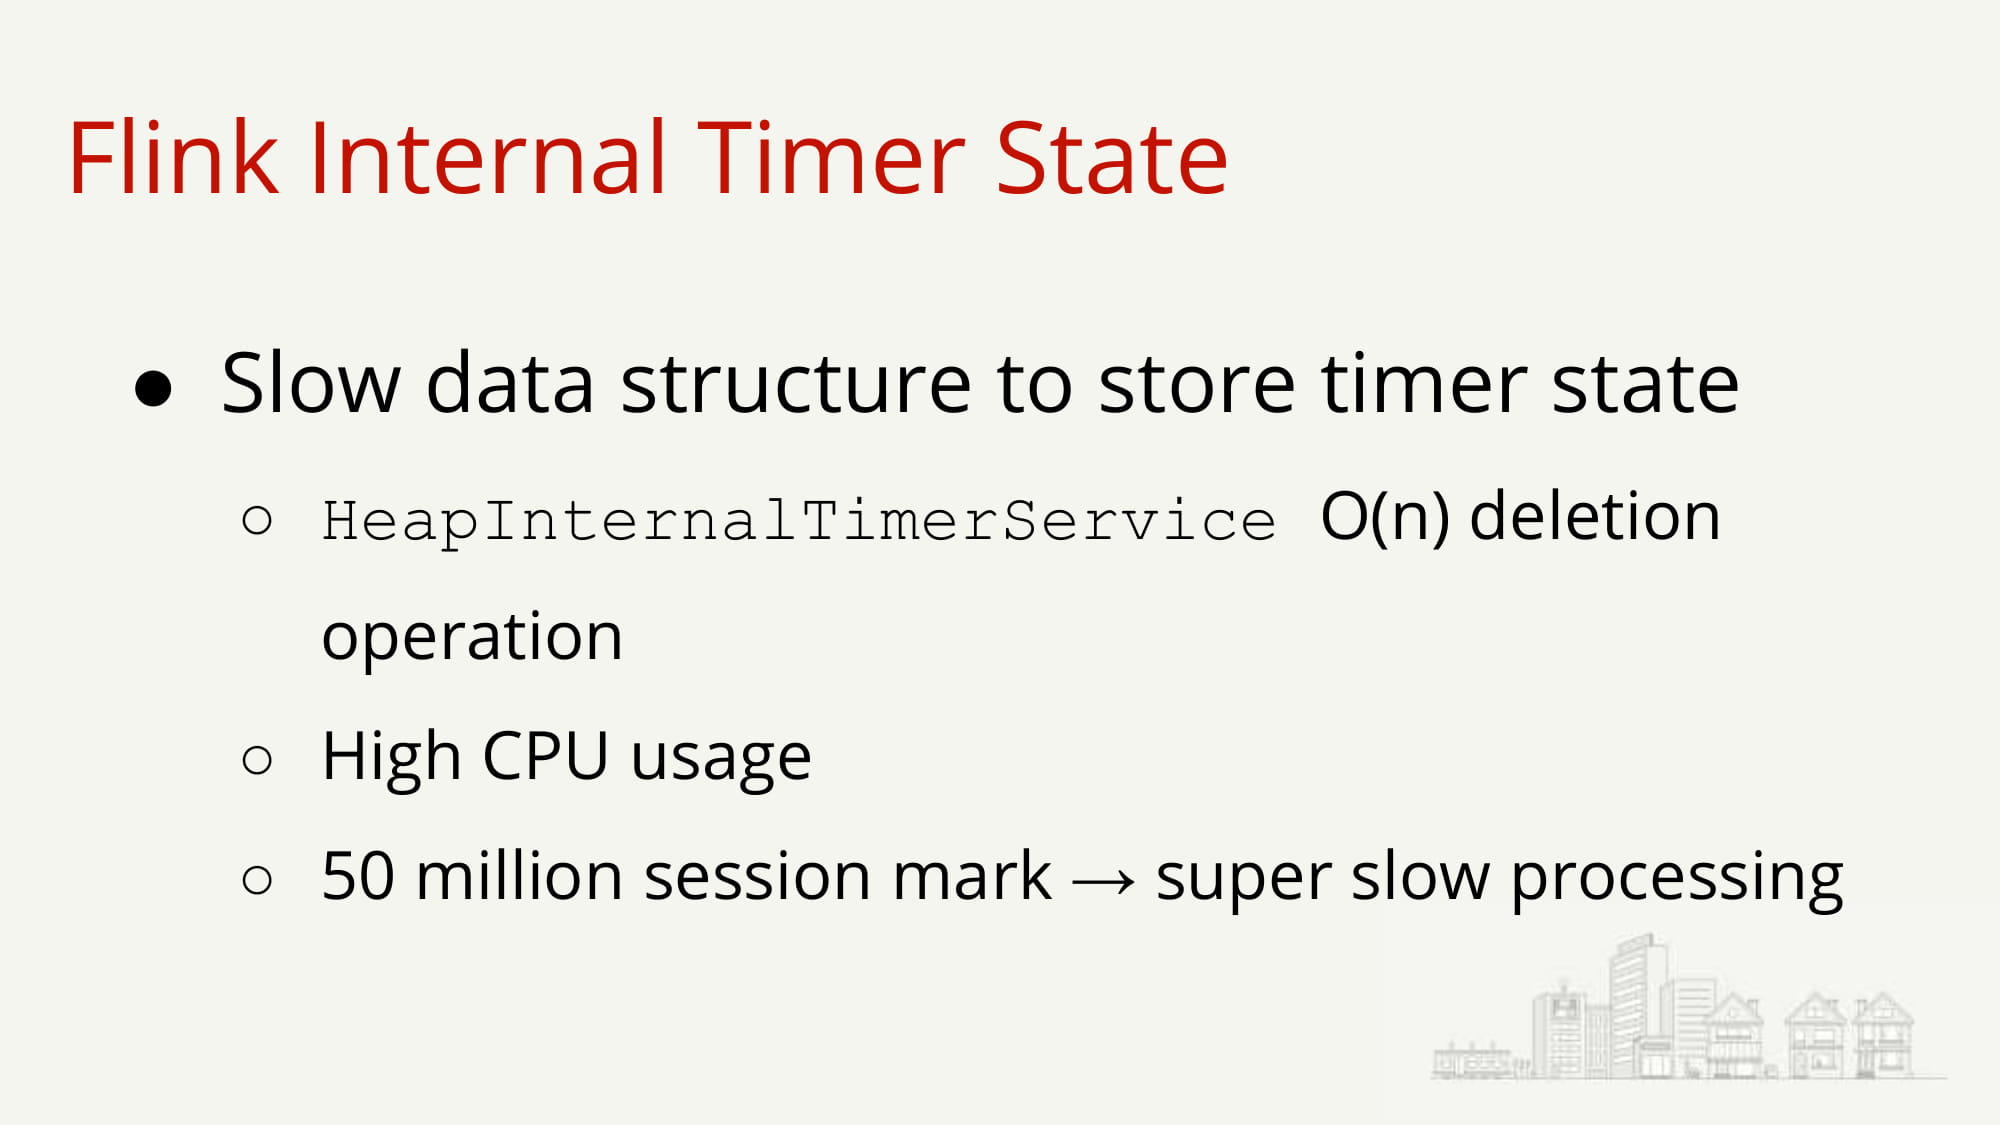 Flink Internal Timer State
● Slow data structure to store timer state
○ HeapInternalTimerService O(n) deletion
operation
○ High CPU usage
○ 50 million session mark → super slow processing